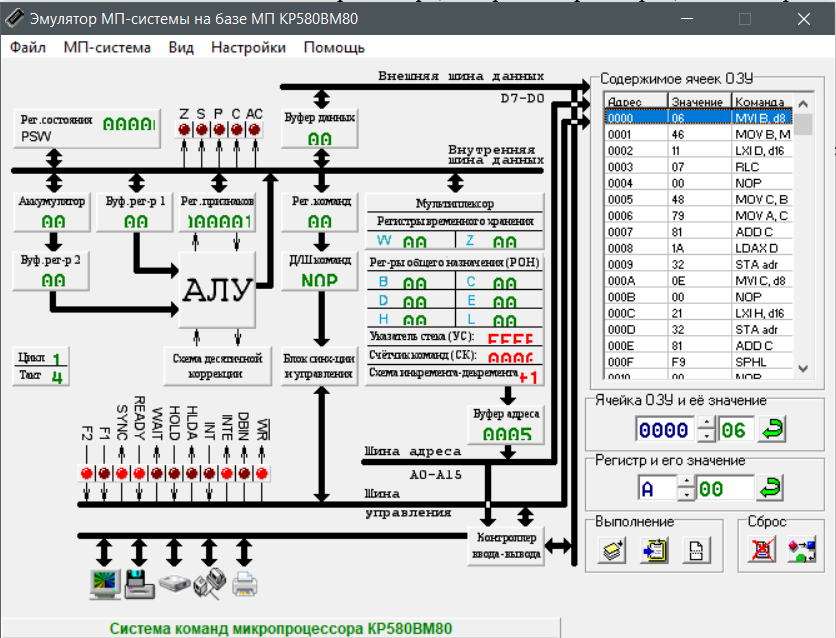 Эмулятор МП-системы на базе МП КР580ВМ80
Файл МП-система Вид Настройки Помощь
Внешняя шина данных
D7-D0
Рег.состояния
PSW
Z S P C AC
Буфер данных
Внутренняя
шина данных
Аккумулятор
Буф.рег-р 1
Рег.признаков
Рег.команд
Буф.рег-р 2
АЛУ
Д/Ш команд
NOP
Мультиплексор
Регистры временного хранения
W 00 Z 00
Рег-ры общего назначения (РОН)
B 00 C 00
D 00 E 00
H 00 L 00
Указатель стека (УС):
Счётчик команд (СК):
Схема инкремента-декремента +1
Цикл 1
Такт 4
Схема десятичной
коррекции
Блок синх-ции
и управления
Буфер адреса
0005
F2 F1 SYNC READY WAIT HOLD HLDA INT INTE DBIN WR
Шина адреса
A0-A15
Шина
управления
Контроллер
ввода-вывода
Система команд микропроцессора КР580ВМ80
Содержимое ячеек ОЗУ
Адрес Значение Команда
0000 06 MVI B, d8
0001 46 MOV B, M
0002 11 LXI D, d16
0003 07 RLC
0004 00 NOP
0005 48 MOV C, B
0006 79 MOV A, C
0007 81 ADD C
0008 1A LDAX D
0009 32 STA adr
000A 0E MVI C, d8
000B 00 NOP
000C 21 LXI H, d16
000D 32 STA adr
000E 81 ADD C
000F F9 SPHL
0010 00 NOP
Ячейка ОЗУ и её значение
0000 06
Регистр и его значение
A 00
Выполнение
Сброс